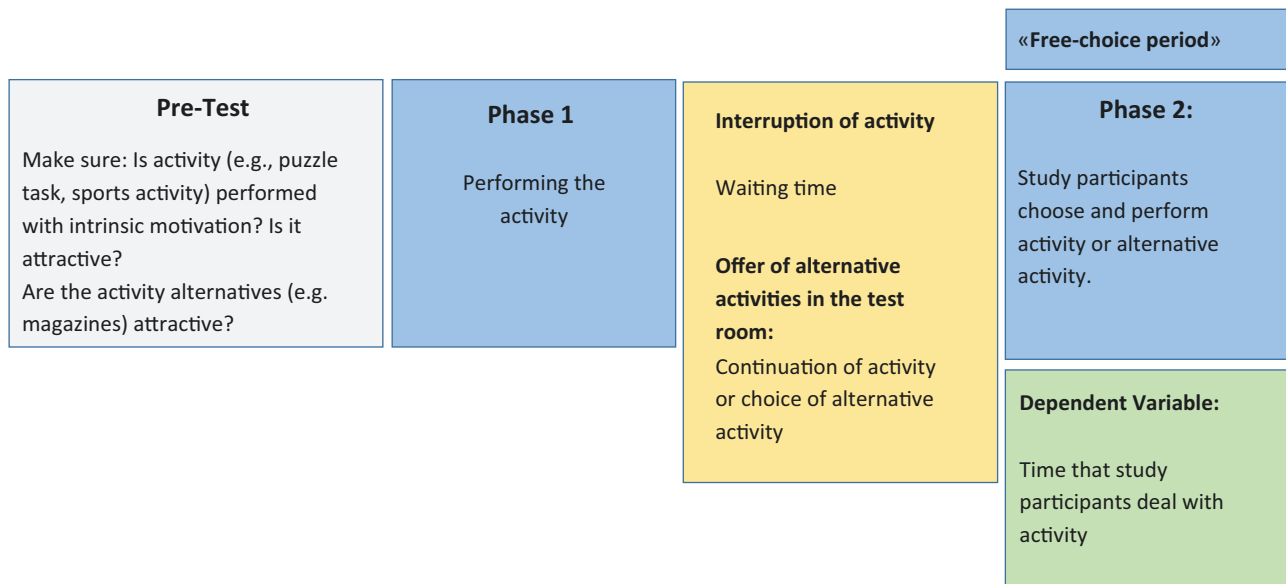 Pre-Test
Make sure: Is activity (e.g., puzzle
task, sports activity) performed
with intrinsic motivation? Is it
attractive?
Are the activity alternatives (e.g.
magazines) attractive?
Phase 1
Performing the
activity
Interruption of activity
Waiting time
Offer of alternative
activities in the test
room:
Continuation of activity
or choice of alternative
activity
«Free-choice period»
Phase 2:
Study participants
choose and perform
activity or alternative
activity.
Dependent Variable:
Time that study
participants deal with
activity